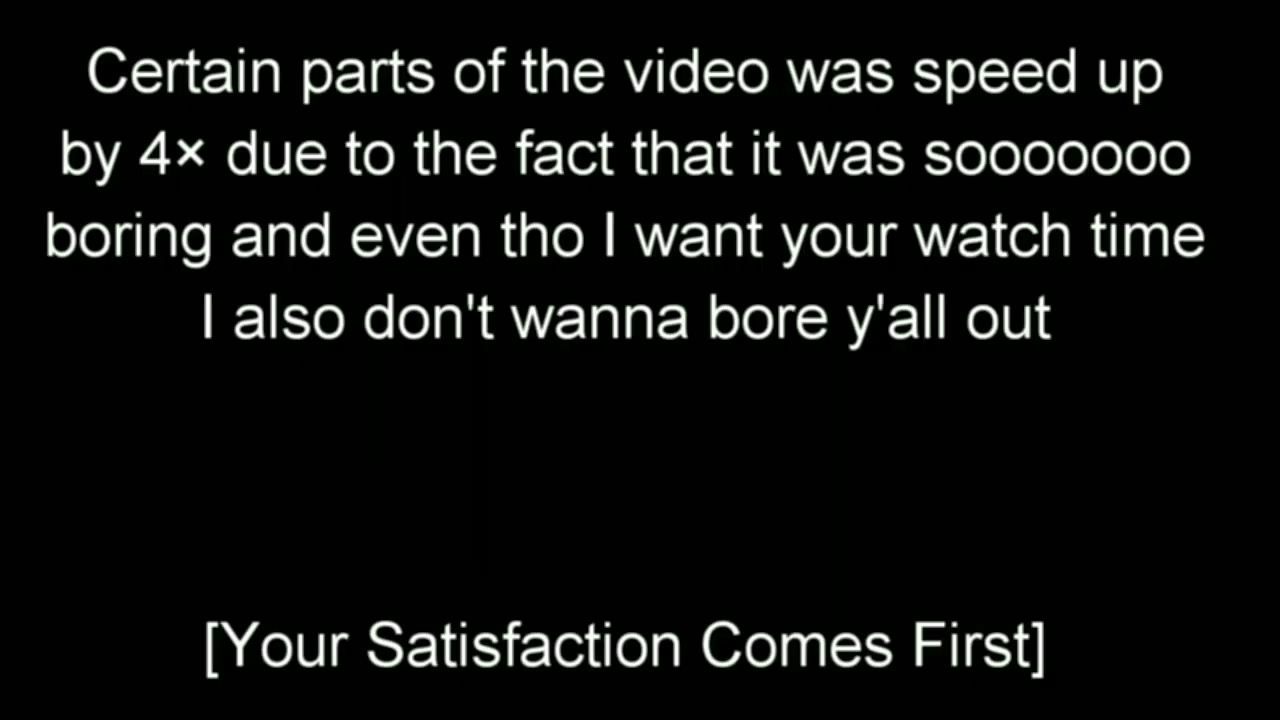 Certain parts of the video was speed up
by 4× due to the fact that it was sooooooo
boring and even tho I want your watch time
I also don't wanna bore y'all out
[Your Satisfaction Comes First]